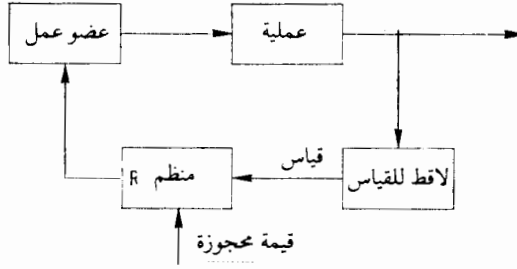 عضو عمل
عملية
قياس
منظم R
لاقط للقياس
قيمة محجوزة